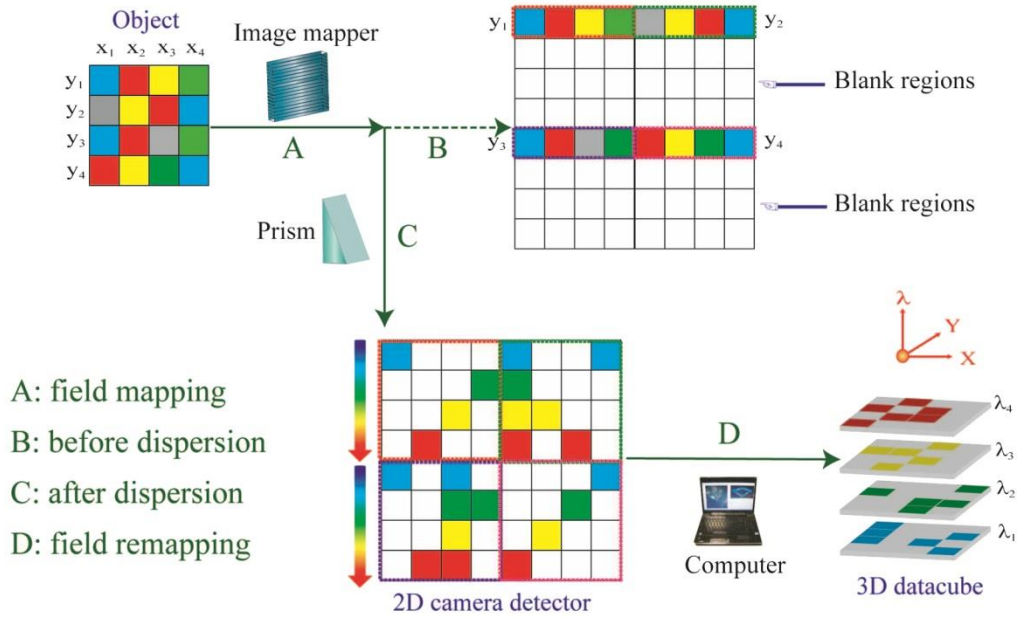 Object
x₁ x₂ x₃ x₄
y₁
y₂
y₃
y₄
Image mapper
A
B
y₁
y₂
Blank regions
y₃
y₄
Blank regions
Prism
C
A: field mapping
B: before dispersion
C: after dispersion
D: field remapping
2D camera detector
D
Computer
λ
Y
X
λ₄
λ₃
λ₂
λ₁
3D datacube